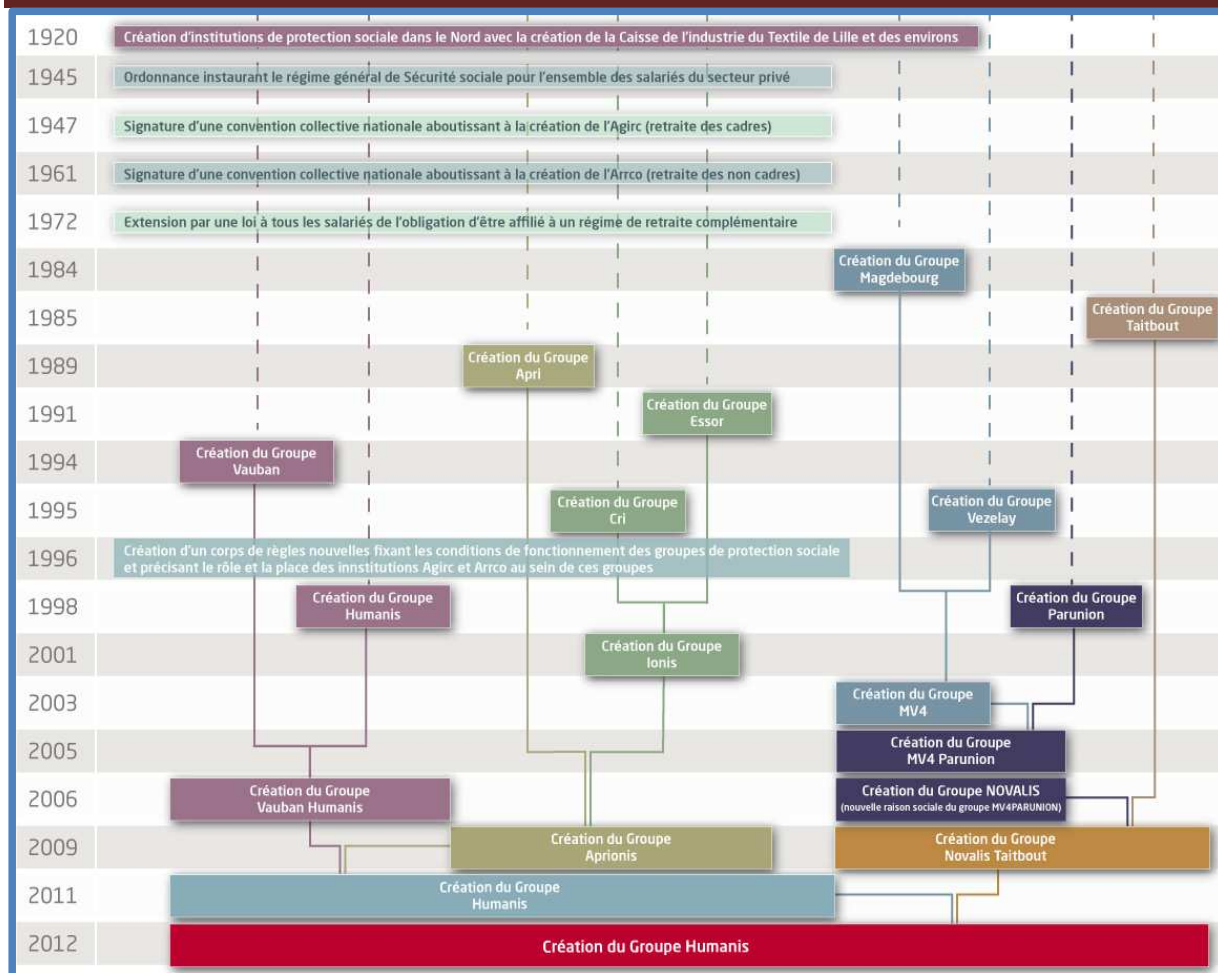 1920
Création d'institutions de protection sociale dans le Nord avec la création de la Caisse de l'industrie du Textile de Lille et des environs
1945
Ordonnance instaurant le régime général de Sécurité sociale pour l'ensemble des salariés du secteur privé
1947
Signature d'une convention collective nationale aboutissant à la création de l'Agirc (retraite des cadres)
1961
Signature d'une convention collective nationale aboutissant à la création de l'Arrco (retraite des non cadres)
1972
Extension par une loi à tous les salariés de l'obligation d'être affilié à un régime de retraite complémentaire
1984
Création du Groupe
Magdebourg
1985
Création du Groupe
Taitbout
1989
Création du Groupe
Apri
1991
Création du Groupe
Essor
1994
Création du Groupe
Vauban
1995
Création du Groupe
Cri
Création du Groupe
Vezelay
1996
Création d'un corps de règles nouvelles fixant les conditions de fonctionnement des groupes de protection sociale
et précisant le rôle et la place des innstitutions Agirc et Arrco au sein de ces groupes
1998
Création du Groupe
Humanis
Création du Groupe
Parunion
2001
Création du Groupe
Ionis
2003
Création du Groupe
MV4
2005
Création du Groupe
MV4 Parunion
2006
Création du Groupe
Vauban Humanis
Création du Groupe NOVALIS
(nouvelle raison sociale du groupe MV4PARUNION)
2009
Création du Groupe
Aprionis
Création du Groupe
Novalis Taitbout
2011
Création du Groupe
Humanis
2012
Création du Groupe Humanis